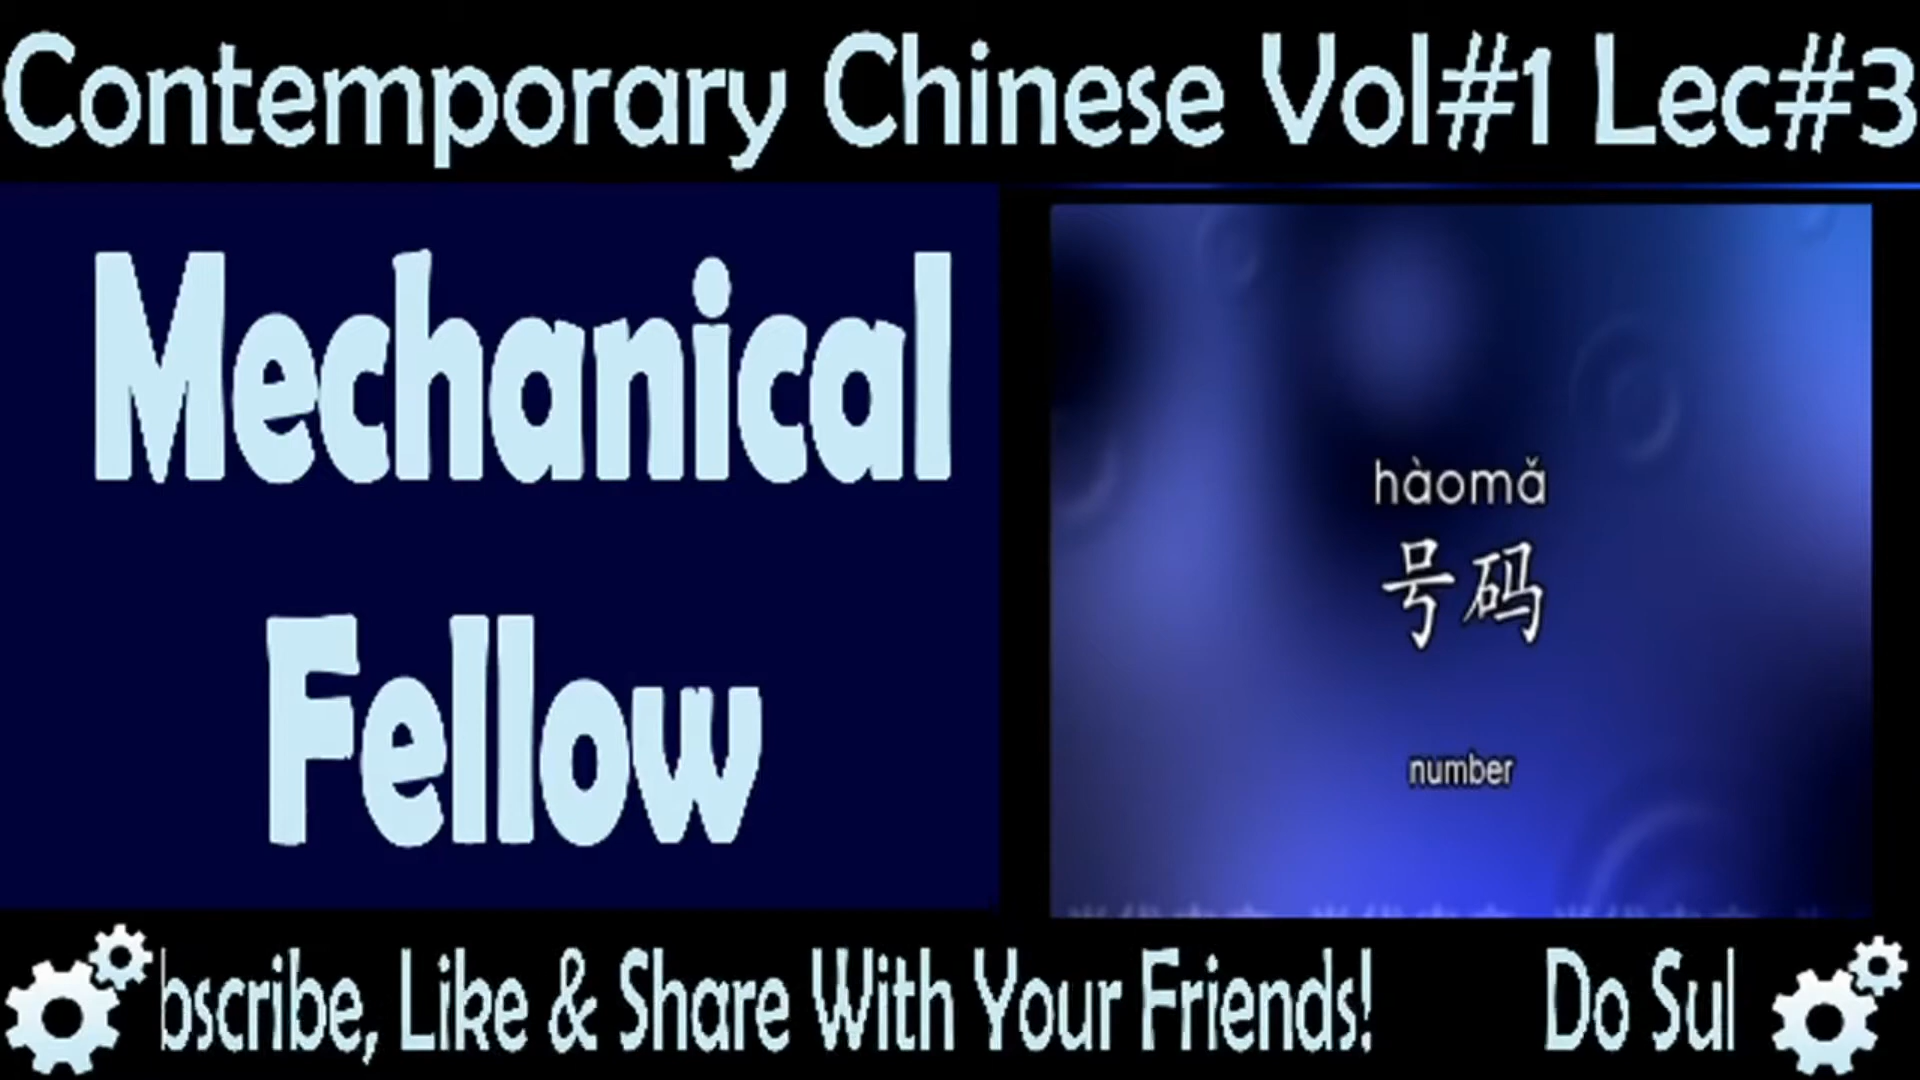 Contemporary Chinese Vol#1 Lec#3
Mechanical
Fellow
hàomǎ
号码
number
bscribe, Like & Share With Your Friends! Do Su